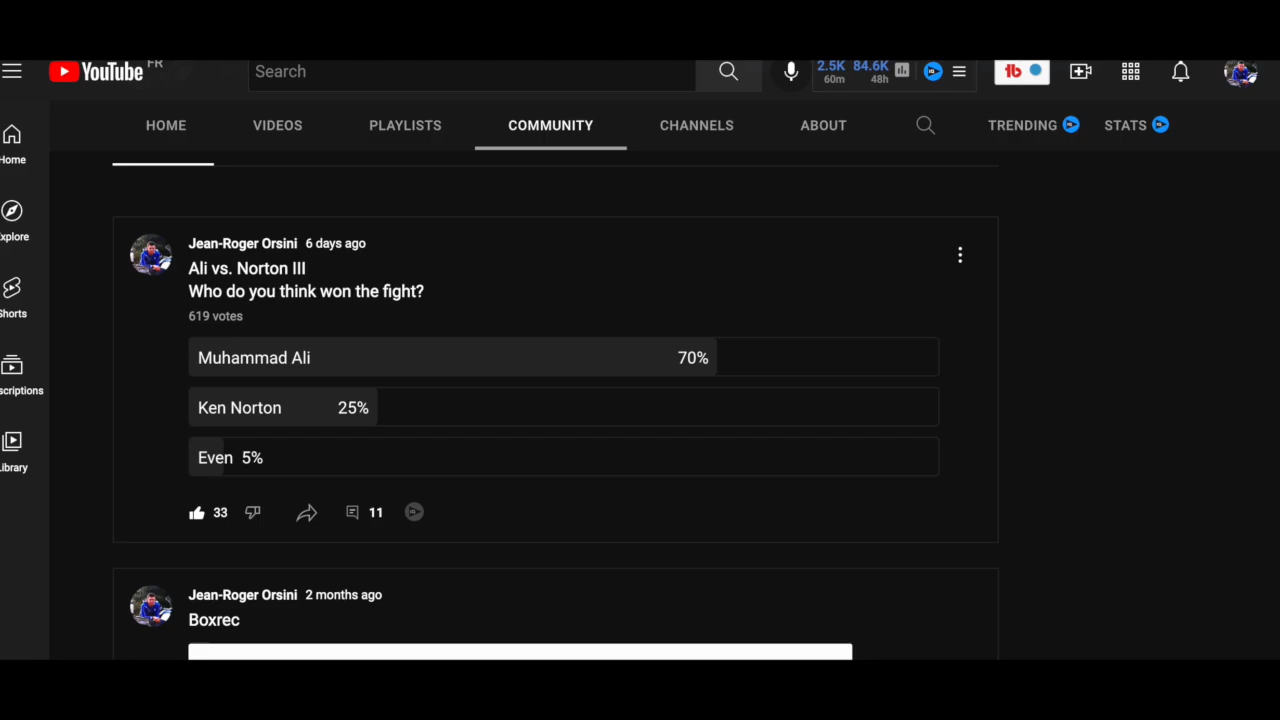 YouTube FR
Search
2.5K 84.6K
60m 48h
HOME VIDEOS PLAYLISTS COMMUNITY CHANNELS ABOUT TRENDING STATS
Home
xplore
Shorts
scriptions
Library
Jean-Roger Orsini 6 days ago
Ali vs. Norton III
Who do you think won the fight?
619 votes
Muhammad Ali 70%
Ken Norton 25%
Even 5%
33 11
Jean-Roger Orsini 2 months ago
Boxrec